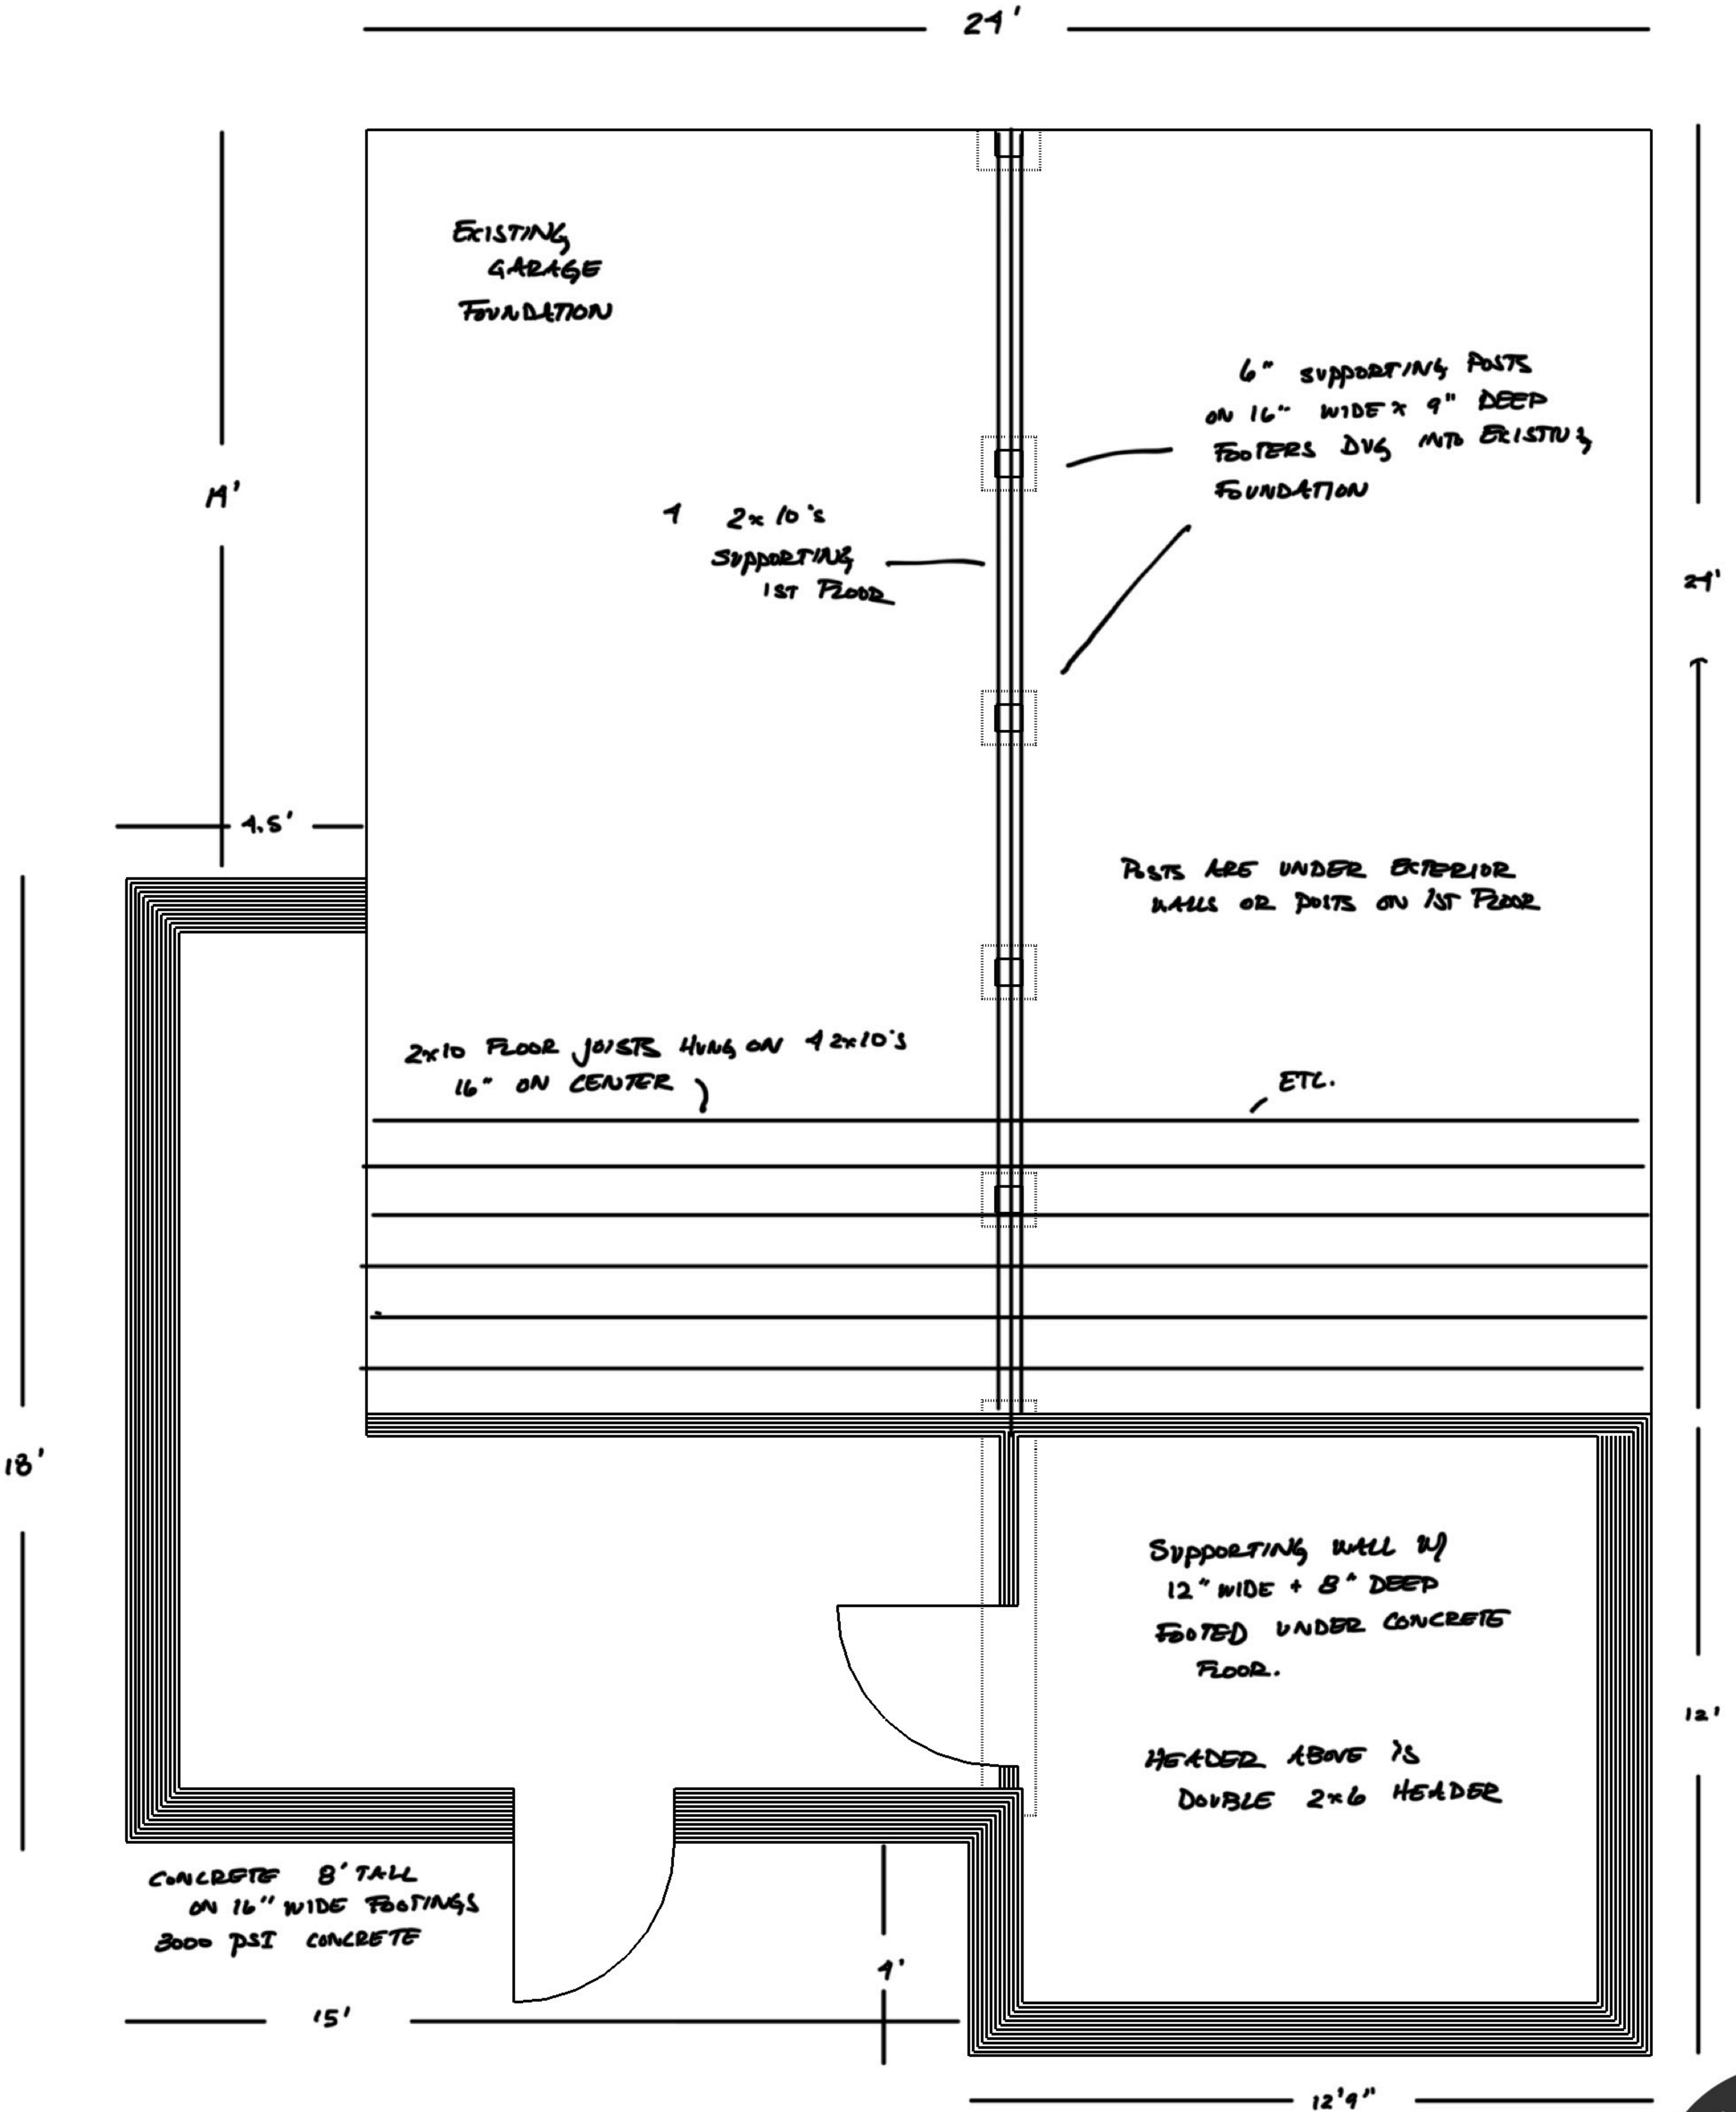 24'
EXISTING
GARAGE
FOUNDATION
6" SUPPORTING POSTS
ON 16" WIDE x 9" DEEP
FOOTERS DUG INTO EXISTING
FOUNDATION
14'
4 2x10's
SUPPORTING
1ST FLOOR
24'
4.5'
POSTS ARE UNDER EXTERIOR
WALLS OR POSTS ON 1ST FLOOR
2x10 FLOOR JOISTS HUNG ON 4 2x10's
16" ON CENTER
ETC.
18'
SUPPORTING WALL W/
12" WIDE + 8" DEEP
FOOTED UNDER CONCRETE
FLOOR.
12'
HEADER ABOVE IS
DOUBLE 2x6 HEADER
CONCRETE 8' TALL
ON 16" WIDE FOOTINGS
3000 PSI CONCRETE
4'
15'
12'9"